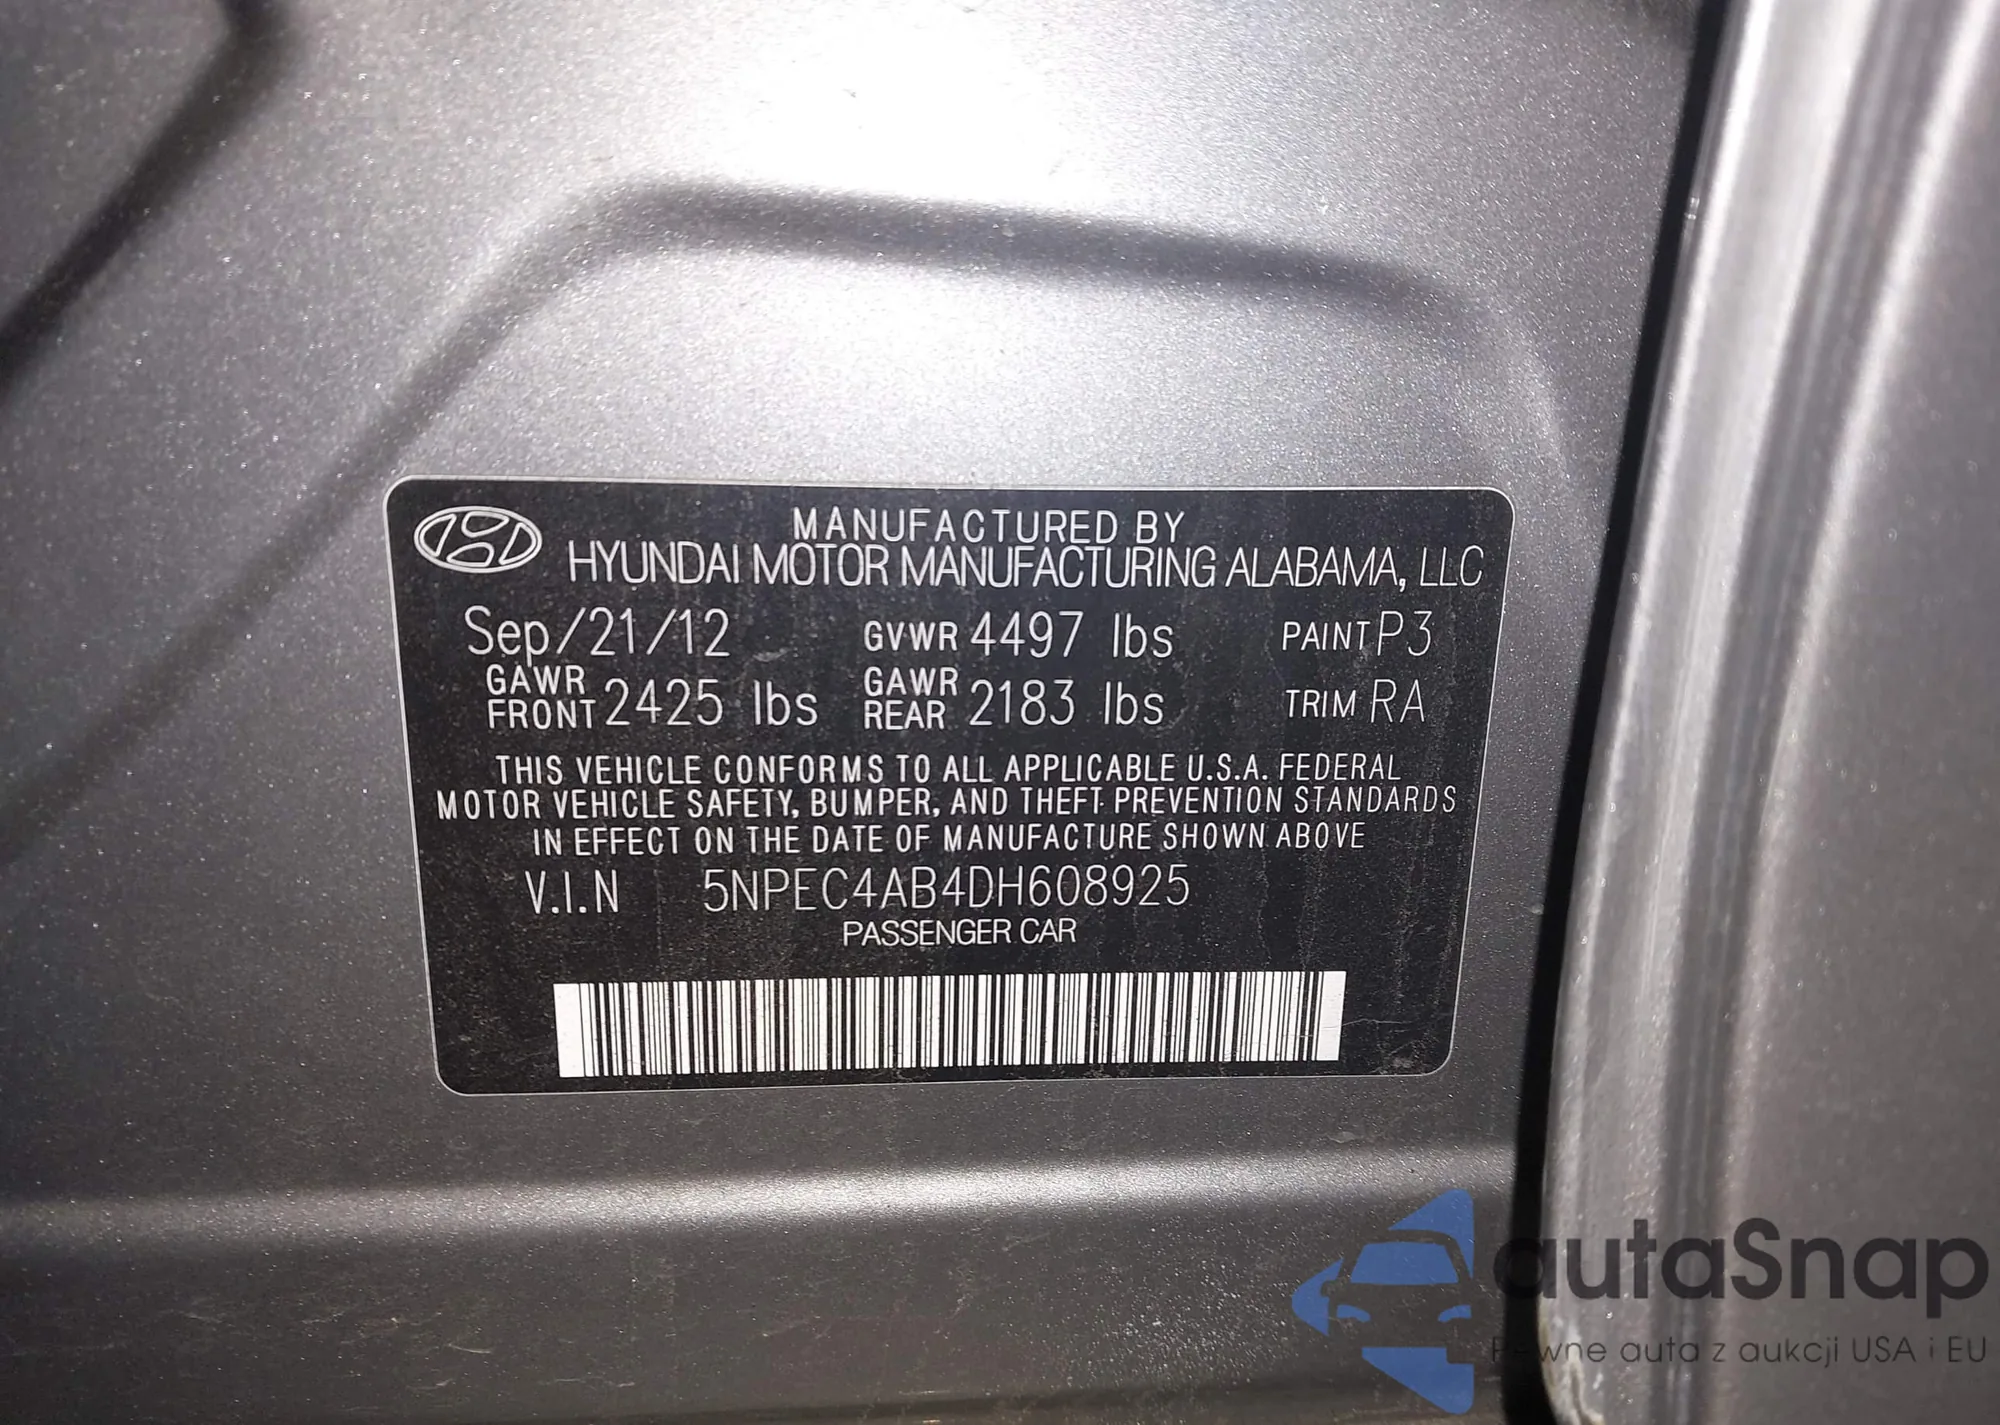 MANUFACTURED BY
HYUNDAI MOTOR MANUFACTURING ALABAMA, LLC
Sep/21/12 GVWR 4497 lbs PAINT P3
GAWR FRONT 2425 lbs GAWR REAR 2183 lbs TRIM RA
THIS VEHICLE CONFORMS TO ALL APPLICABLE U.S.A. FEDERAL
MOTOR VEHICLE SAFETY, BUMPER, AND THEFT PREVENTION STANDARDS
IN EFFECT ON THE DATE OF MANUFACTURE SHOWN ABOVE
V.I.N 5NPEC4AB4DH608925
PASSENGER CAR
autaSnap
Pewne auta z aukcji USA i EU